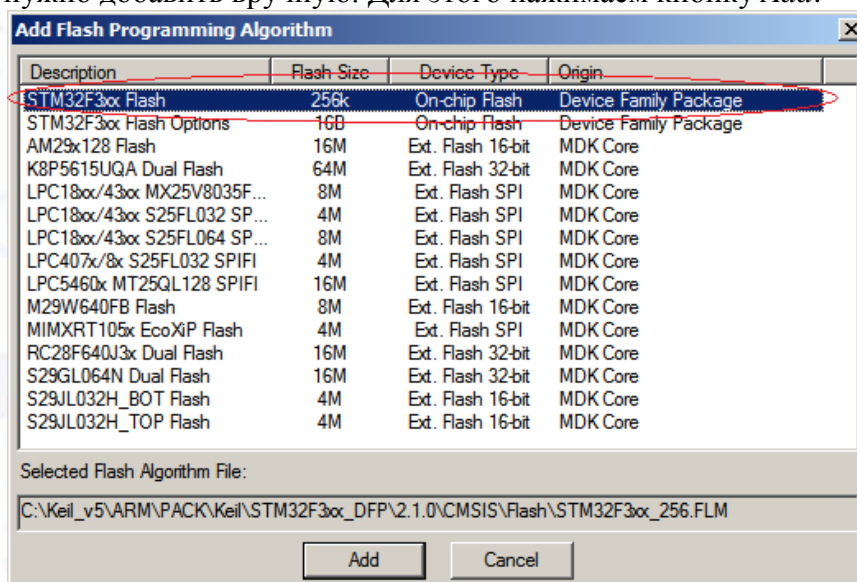 нужно добавить вручную. Для этого нажимаем кнопку Add.
Add Flash Programming Algorithm
Description Flash Size Device Type Origin
STM32F3xx Flash 256k On-chip Flash Device Family Package
STM32F3xx Flash Options 16B On-chip Flash Device Family Package
AM29x128 Flash 16M Ext. Flash 16-bit MDK Core
K8P5615UQA Dual Flash 64M Ext. Flash 32-bit MDK Core
LPC18xx/43xx MX25V8035F... 8M Ext. Flash SPI MDK Core
LPC18xx/43xx S25FL032 SP... 4M Ext. Flash SPI MDK Core
LPC18xx/43xx S25FL064 SP... 8M Ext. Flash SPI MDK Core
LPC407x/8x S25FL032 SPIFI 4M Ext. Flash SPI MDK Core
LPC5460x MT25QL128 SPIFI 16M Ext. Flash SPI MDK Core
M29W640FB Flash 8M Ext. Flash 16-bit MDK Core
MIMXRT105x EcoXiP Flash 4M Ext. Flash SPI MDK Core
RC28F640J3x Dual Flash 16M Ext. Flash 32-bit MDK Core
S29GL064N Dual Flash 16M Ext. Flash 32-bit MDK Core
S29JL032H_BOT Flash 4M Ext. Flash 16-bit MDK Core
S29JL032H_TOP Flash 4M Ext. Flash 16-bit MDK Core
Selected Flash Algorithm File:
C:\Keil_v5\ARM\PACK\Keil\STM32F3xx_DFP\2.1.0\CMSIS\Flash\STM32F3xx_256.FLM
Add Cancel